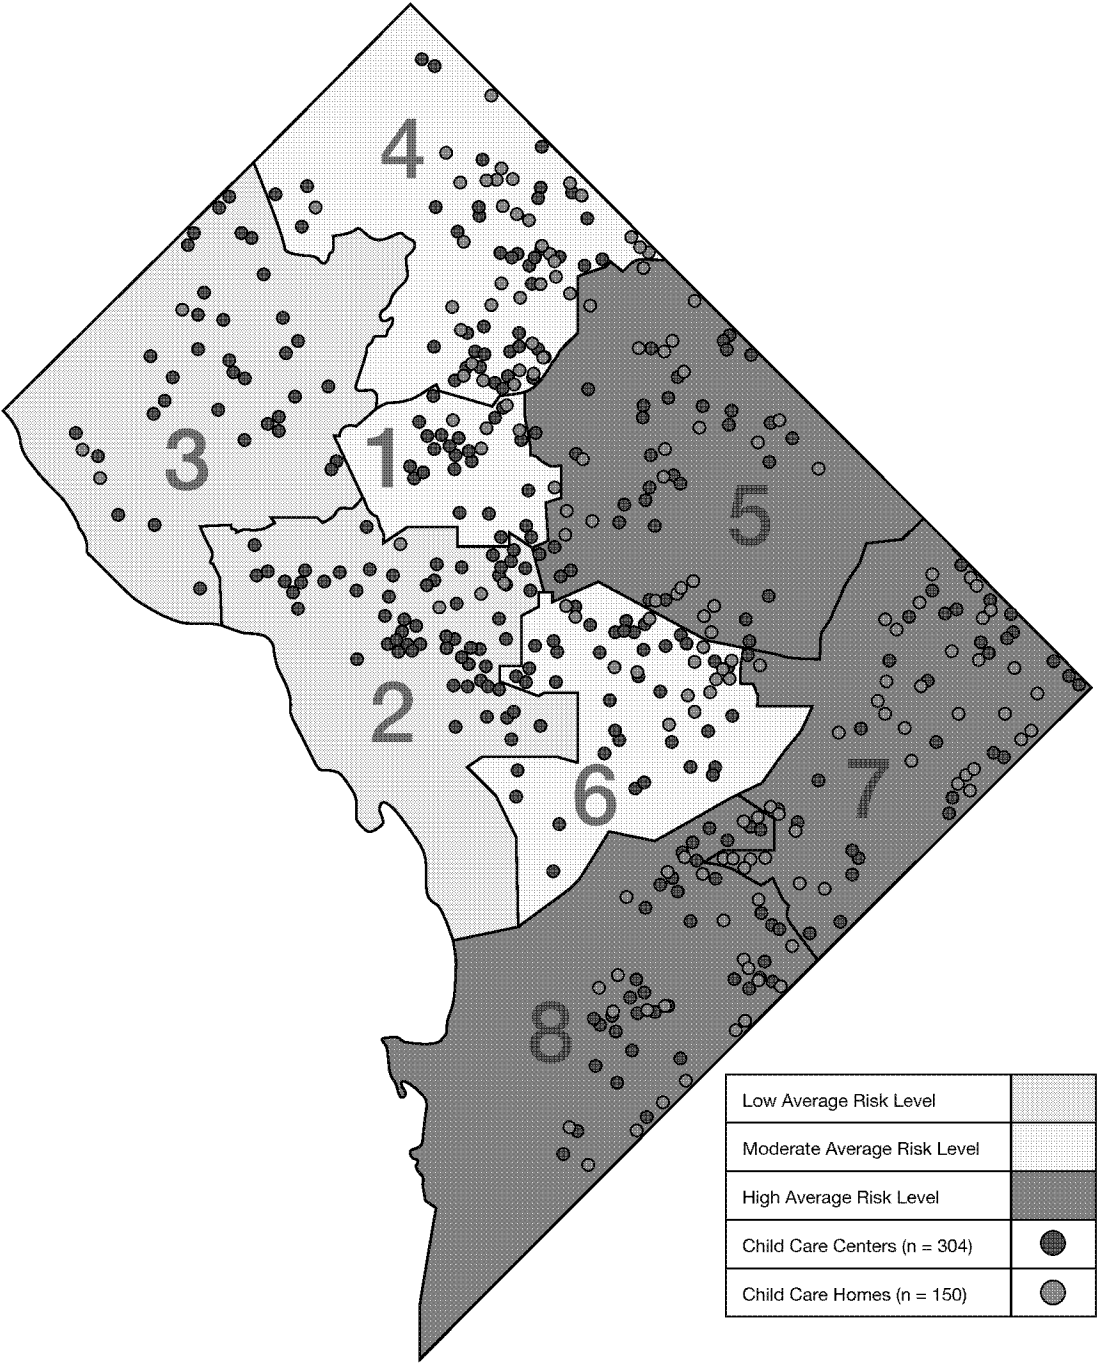 4
3
1
5
2
6
7
8
Low Average Risk Level
Moderate Average Risk Level
High Average Risk Level
Child Care Centers (n = 304)
Child Care Homes (n = 150)